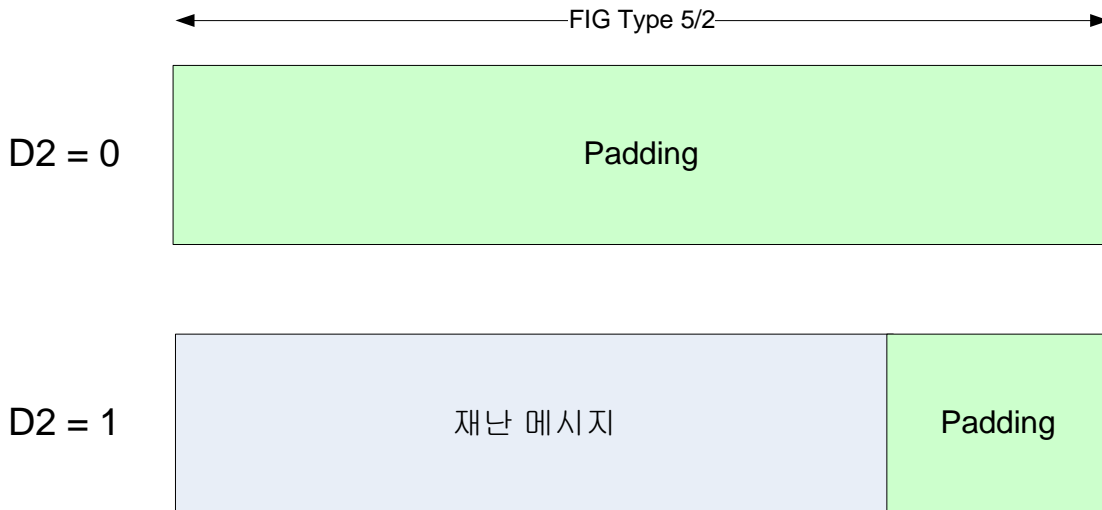 FIG Type 5/2
D2 = 0
Padding
D2 = 1
재난 메시지
Padding